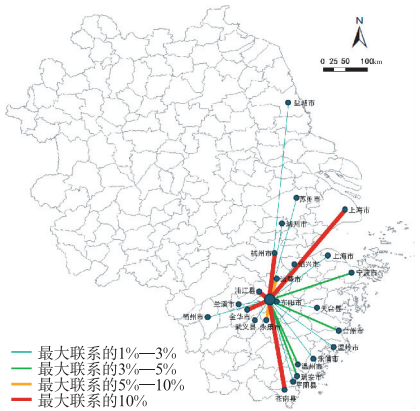 N
0 25 50 100km
盐城市
苏州市
上海市
湖州市
杭州市
绍兴市
上海市
宁波市
诸暨市
浦江县
兰溪市
东阳市
天台县
金华市
衢州市
武义县
永康市
台州市
温岭市
乐清市
温州市
瑞安市
平阳县
苍南县
最大联系的1%—3%
最大联系的3%—5%
最大联系的5%—10%
最大联系的10%